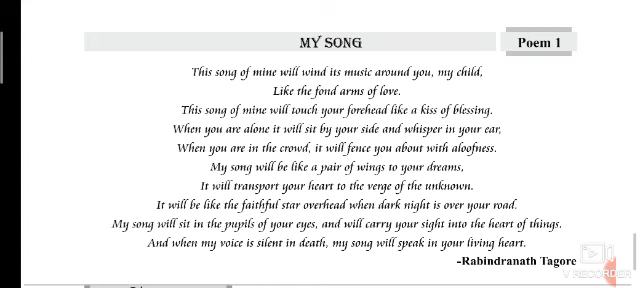 MY SONG
Poem 1
This song of mine will wind its music around you, my child,
Like the fond arms of love.
This song of mine will touch your forehead like a kiss of blessing.
When you are alone it will sit by your side and whisper in your ear,
When you are in the crowd, it will fence you about with aloofness.
My song will be like a pair of wings to your dreams,
It will transport your heart to the verge of the unknown.
It will be like the faithful star overhead when dark night is over your road.
My song will sit in the pupils of your eyes, and will carry your sight into the heart of things.
And when my voice is silent in death, my song will speak in your living heart.
-Rabindranath Tagore
V RECORDER